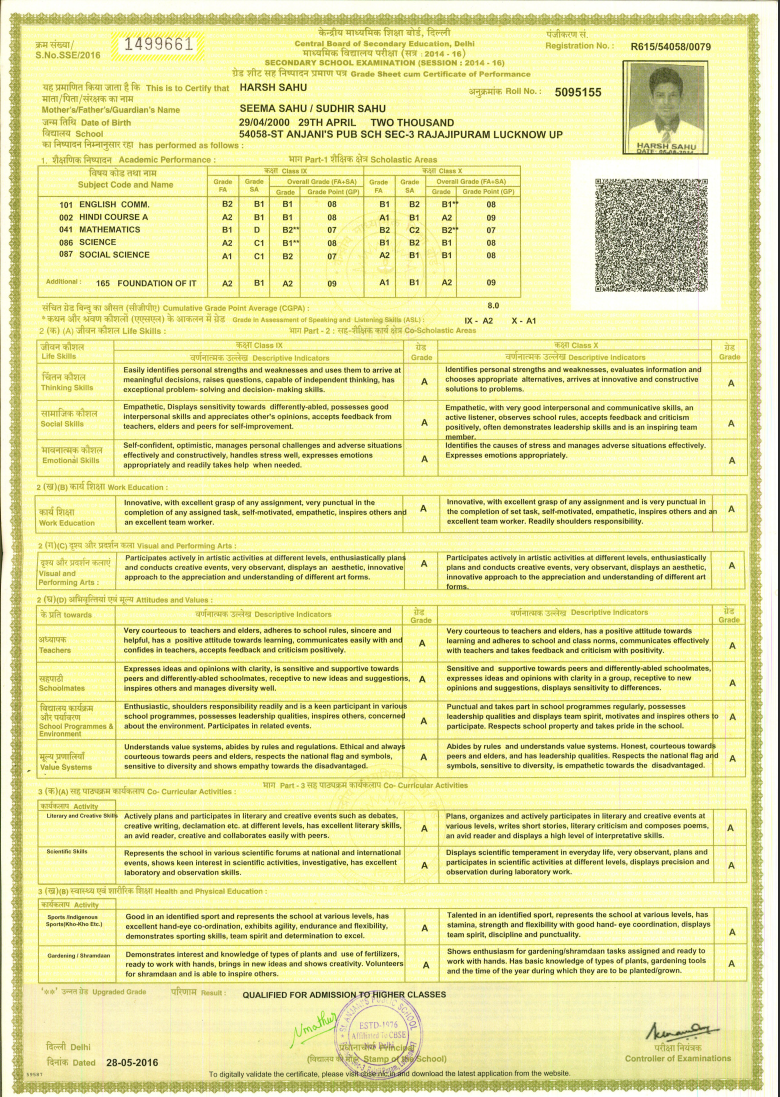 केन्द्रीय माध्यमिक शिक्षा बोर्ड, दिल्ली
क्रम संख्या/
S.No.SSE/2016
1499661
Central Board of Secondary Education, Delhi
पंजीकरण सं.
Registration No. : R615/54058/0079
माध्यमिक विद्यालय परीक्षा (सत्र : 2014 - 16)
SECONDARY SCHOOL EXAMINATION (SESSION : 2014 - 16)
ग्रेड शीट सह निष्पादन प्रमाण पत्र Grade Sheet cum Certificate of Performance
यह प्रमाणित किया जाता है कि This is to Certify that HARSH SAHU
अनुक्रमांक Roll No. : 5095155
माता/पिता/संरक्षक का नाम
Mother's/Father's/Guardian's Name SEEMA SAHU / SUDHIR SAHU
जन्म तिथि Date of Birth 29/04/2000 29TH APRIL TWO THOUSAND
विद्यालय School 54058-ST ANJANI'S PUB SCH SEC-3 RAJAJIPURAM LUCKNOW UP
का निष्पादन निम्नानुसार रहा has performed as follows :
HARSH SAHU
1. शैक्षणिक निष्पादन Academic Performance : भाग Part-1 शैक्षिक क्षेत्र Scholastic Areas
विषय कोड तथा नाम
Subject Code and Name
कक्षा Class IX कक्षा Class X
Grade FA Grade SA Overall Grade (FA+SA) Grade FA Grade SA Overall Grade (FA+SA)
Grade Grade Point (GP) Grade Grade Point(GP)
101 ENGLISH COMM. B2 B1 B1 08 B1 B2 B1** 08
002 HINDI COURSE A A2 B1 B1 08 A1 B1 A2 09
041 MATHEMATICS B1 D B2** 07 B2 C2 B2** 07
086 SCIENCE A2 C1 B1** 08 B1 B2 B1 08
087 SOCIAL SCIENCE A1 C1 B2 07 A2 B1 B1 08
Additional : 165 FOUNDATION OF IT A2 B1 A2 09 A1 B1 A2 09
संचित ग्रेड बिन्दु का औसत (सीजीपीए) Cumulative Grade Point Average (CGPA) : 8.0
* कथन और श्रवण कौशलों (एएसएल) के आकलन में ग्रेड Grade in Assessment of Speaking and Listening Skills (ASL) : IX - A2 X - A1
2 (क) (A) जीवन कौशल Life Skills : भाग Part - 2 : सह-शैक्षिक कार्य क्षेत्र Co-Scholastic Areas
जीवन कौशल
Life Skills
कक्षा Class IX ग्रेड Grade कक्षा Class X ग्रेड Grade
वर्णनात्मक उल्लेख Descriptive Indicators वर्णनात्मक उल्लेख Descriptive Indicators
चिंतन कौशल
Thinking Skills
Easily identifies personal strengths and weaknesses and uses them to arrive at
meaningful decisions, raises questions, capable of independent thinking, has
exceptional problem- solving and decision- making skills.
A
Identifies personal strengths and weaknesses, evaluates information and
chooses appropriate alternatives, arrives at innovative and constructive
solutions to problems.
A
सामाजिक कौशल
Social Skills
Empathetic, Displays sensitivity towards differently-abled, possesses good
interpersonal skills and appreciates other's opinions, accepts feedback from
teachers, elders and peers for self-improvement.
A
Empathetic, with very good interpersonal and communicative skills, an
active listener, observes school rules, accepts feedback and criticism
positively, often demonstrates leadership skills and is an inspiring team
member.
A
भावनात्मक कौशल
Emotional Skills
Self-confident, optimistic, manages personal challenges and adverse situations
effectively and constructively, handles stress well, expresses emotions
appropriately and readily takes help when needed.
A
Identifies the causes of stress and manages adverse situations effectively.
Expresses emotions appropriately.
A
2 (ख)(B) कार्य शिक्षा Work Education :
कार्य शिक्षा
Work Education
Innovative, with excellent grasp of any assignment, very punctual in the
completion of any assigned task, self-motivated, empathetic, inspires others and
an excellent team worker.
A
Innovative, with excellent grasp of any assignment and is very punctual in
the completion of set task, self-motivated, empathetic, inspires others and an
excellent team worker. Readily shoulders responsibility.
A
2 (ग)(C) दृश्य और प्रदर्शन कला Visual and Performing Arts :
दृश्य और प्रदर्शन कलाएं
Visual and
Performing Arts :
Participates actively in artistic activities at different levels, enthusiastically plans
and conducts creative events, very observant, displays an aesthetic, innovative
approach to the appreciation and understanding of different art forms.
A
Participates actively in artistic activities at different levels, enthusiastically
plans and conducts creative events, very observant, displays an aesthetic,
innovative approach to the appreciation and understanding of different art
forms.
A
2 (घ)(D) अभिवृत्तियां एवं मूल्य Attitudes and Values :
के प्रति towards वर्णनात्मक उल्लेख Descriptive Indicators ग्रेड Grade वर्णनात्मक उल्लेख Descriptive Indicators ग्रेड Grade
अध्यापक
Teachers
Very courteous to teachers and elders, adheres to school rules, sincere and
helpful, has a positive attitude towards learning, communicates easily with and
confides in teachers, accepts feedback and criticism positively.
A
Very courteous to teachers and elders, has a positive attitude towards
learning and adheres to school and class norms, communicates effectively
with teachers and takes feedback and criticism with positivity.
A
सहपाठी
Schoolmates
Expresses ideas and opinions with clarity, is sensitive and supportive towards
peers and differently-abled schoolmates, receptive to new ideas and suggestions,
inspires others and manages diversity well.
A
Sensitive and supportive towards peers and differently-abled schoolmates,
expresses ideas and opinions with clarity in a group, receptive to new
opinions and suggestions, displays sensitivity to differences.
A
विद्यालय कार्यक्रम
और पर्यावरण
School Programmes &
Environment
Enthusiastic, shoulders responsibility readily and is a keen participant in various
school programmes, possesses leadership qualities, inspires others, concerned
about the environment. Participates in related events.
A
Punctual and takes part in school programmes regularly, possesses
leadership qualities and displays team spirit, motivates and inspires others to
participate. Respects school property and takes pride in the school.
A
मूल्य प्रणालियाँ
Value Systems
Understands value systems, abides by rules and regulations. Ethical and always
courteous towards peers and elders, respects the national flag and symbols,
sensitive to diversity and shows empathy towards the disadvantaged.
A
Abides by rules and understands value systems. Honest, courteous towards
peers and elders, and has leadership qualities. Respects the national flag and
symbols, sensitive to diversity, is empathetic towards the disadvantaged.
A
3 (क)(A) सह पाठ्यक्रम कार्यकलाप Co- Curricular Activities : भाग Part - 3 सह पाठ्यक्रम कार्यकलाप Co- Curricular Activities
कार्यकलाप Activity
Literary and Creative Skills
Actively plans and participates in literary and creative events such as debates,
creative writing, declamation etc. at different levels, has excellent literary skills,
an avid reader, creative and collaborates easily with peers.
A
Plans, organizes and actively participates in literary and creative events at
various levels, writes short stories, literary criticism and composes poems,
an avid reader and displays a high level of interpretative skills.
A
Scientific Skills
Represents the school in various scientific forums at national and international
events, shows keen interest in scientific activities, investigative, has excellent
laboratory and observation skills.
A
Displays scientific temperament in everyday life, very observant, plans and
participates in scientific activities at different levels, displays precision and
observation during laboratory work.
A
3 (ख)(B) स्वास्थ्य एवं शारीरिक शिक्षा Health and Physical Education :
कार्यकलाप Activity
Sports /Indigenous
Sports(Kho-Kho Etc.)
Good in an identified sport and represents the school at various levels, has
excellent hand-eye co-ordination, exhibits agility, endurance and flexibility,
demonstrates sporting skills, team spirit and determination to excel.
A
Talented in an identified sport, represents the school at various levels, has
stamina, strength and flexibility with good hand- eye coordination, displays
team spirit, discipline and punctuality.
A
Gardening / Shramdaan
Demonstrates interest and knowledge of types of plants and use of fertilizers,
ready to work with hands, brings in new ideas and shows creativity. Volunteers
for shramdaan and is able to inspire others.
A
Shows enthusiasm for gardening/shramdaan tasks assigned and ready to
work with hands. Has basic knowledge of types of plants, gardening tools
and the time of the year during which they are to be planted/grown.
A
'**' उन्नत ग्रेड Upgraded Grade परिणाम Result : QUALIFIED FOR ADMISSION TO HIGHER CLASSES
ESTD-1976
Affiliated To CBSE
दिल्ली Delhi
परीक्षा नियंत्रक
दिनांक Dated 28-05-2016
Stamp of the School)
Controller of Examinations
To digitally validate the certificate, please visit cbse.nic.in and download the latest application from the website.